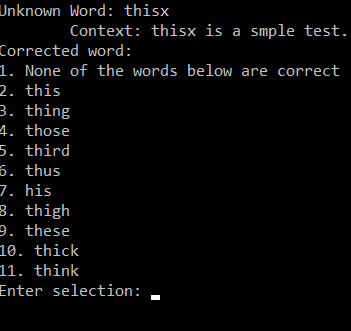 Unknown Word: thisx
Context: thisx is a smple test.
Corrected word:
1. None of the words below are correct
2. this
3. thing
4. those
5. third
6. thus
7. his
8. thigh
9. these
10. thick
11. think
Enter selection: